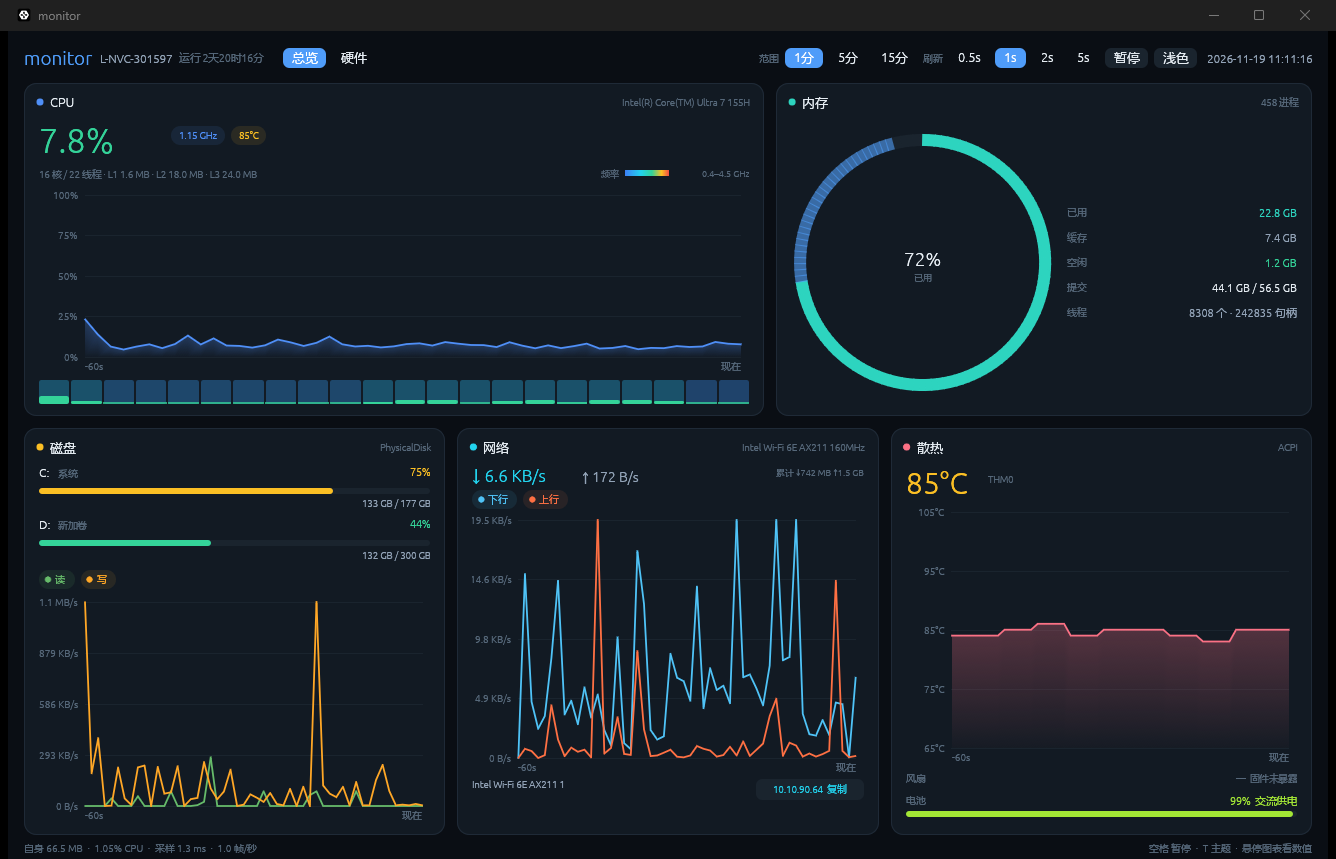 monitor
monitor L-NVC-301597 运行 2天20时16分 总览 硬件 范围 1分 5分 15分 刷新 0.5s 1s 2s 5s 暂停 浅色 2026-11-19 11:11:16
CPU Intel(R) Core(TM) Ultra 7 155H
7.8% 1.15 GHz 85°C
16 核 / 22 线程 · L1 1.6 MB · L2 18.0 MB · L3 24.0 MB 频率 0.4–4.5 GHz
100%
75%
50%
25%
0%
-60s 现在
内存 458 进程
72%
已用
已用 22.8 GB
缓存 7.4 GB
空闲 1.2 GB
提交 44.1 GB / 56.5 GB
线程 8308 个 · 242835 句柄
磁盘 PhysicalDisk
C: 系统 75%
133 GB / 177 GB
D: 新加卷 44%
132 GB / 300 GB
读 写
1.1 MB/s
879 KB/s
586 KB/s
293 KB/s
0 B/s
-60s 现在
网络 Intel Wi-Fi 6E AX211 160MHz
↓ 6.6 KB/s ↑ 172 B/s 累计 ↓742 MB ↑1.5 GB
下行 上行
19.5 KB/s
14.6 KB/s
9.8 KB/s
4.9 KB/s
0 B/s
-60s 现在
Intel Wi-Fi 6E AX211 1 10.10.90.64 复制
散热 ACPI
85°C THM0
105°C
95°C
85°C
75°C
65°C
-60s 现在
风扇 — 固件未暴露
电池 99% 交流供电
自身 66.5 MB · 1.05% CPU · 采样 1.3 ms · 1.0 帧/秒 空格 暂停 · T 主题 · 悬停图表看数值